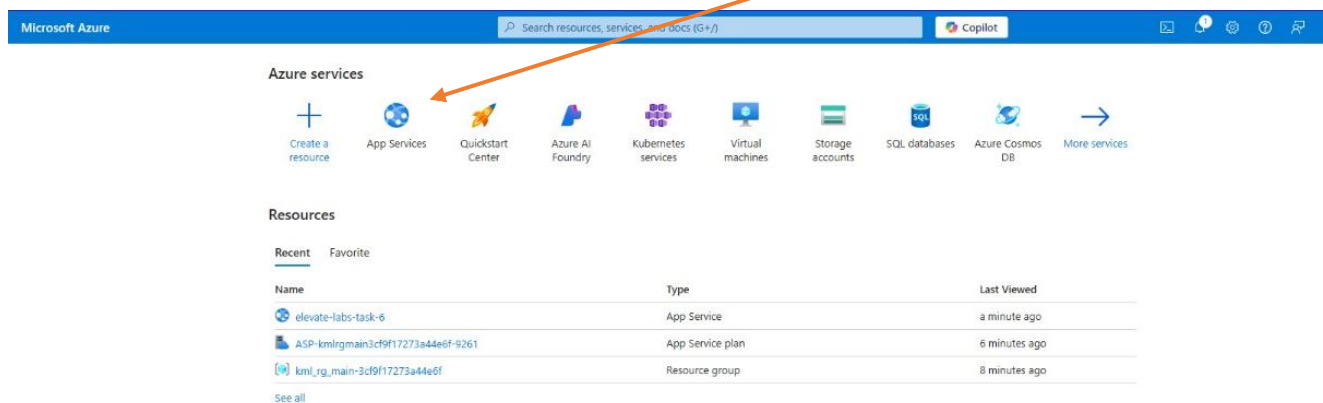 Microsoft Azure
Search resources, services, and docs (G+/)
Copilot
1
Azure services
Create a resource
App Services
Quickstart Center
Azure AI Foundry
Kubernetes services
Virtual machines
Storage accounts
SQL
SQL databases
Azure Cosmos DB
More services
Resources
Recent Favorite
Name Type Last Viewed
elevate-labs-task-6 App Service a minute ago
ASP-kmlrgmain3cf9f17273a44e6f-9261 App Service plan 6 minutes ago
kml_rg_main-3cf9f17273a44e6f Resource group 8 minutes ago
See all